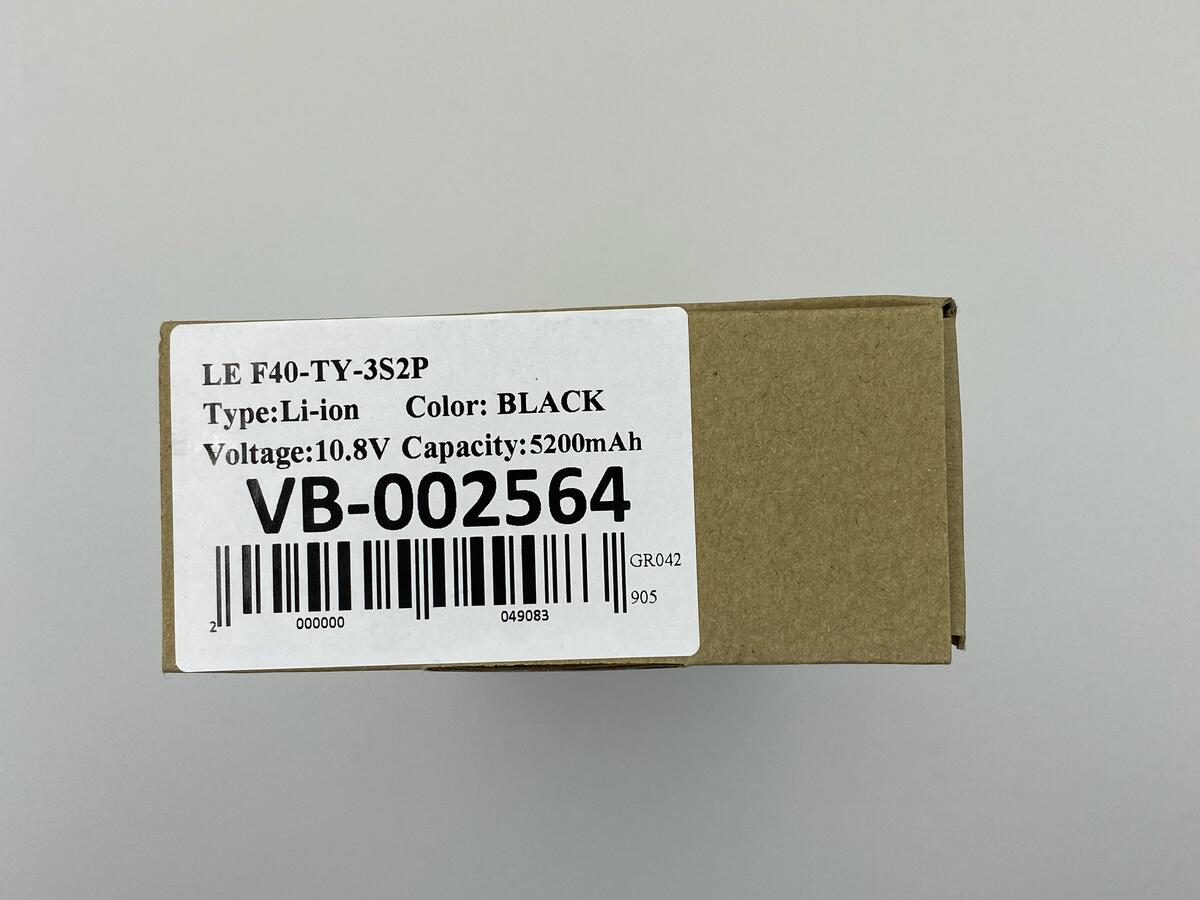 LE F40-TY-3S2P
Type:Li-ion Color: BLACK
Voltage:10.8V Capacity:5200mAh
VB-002564
GR042
905
2 000000 049083